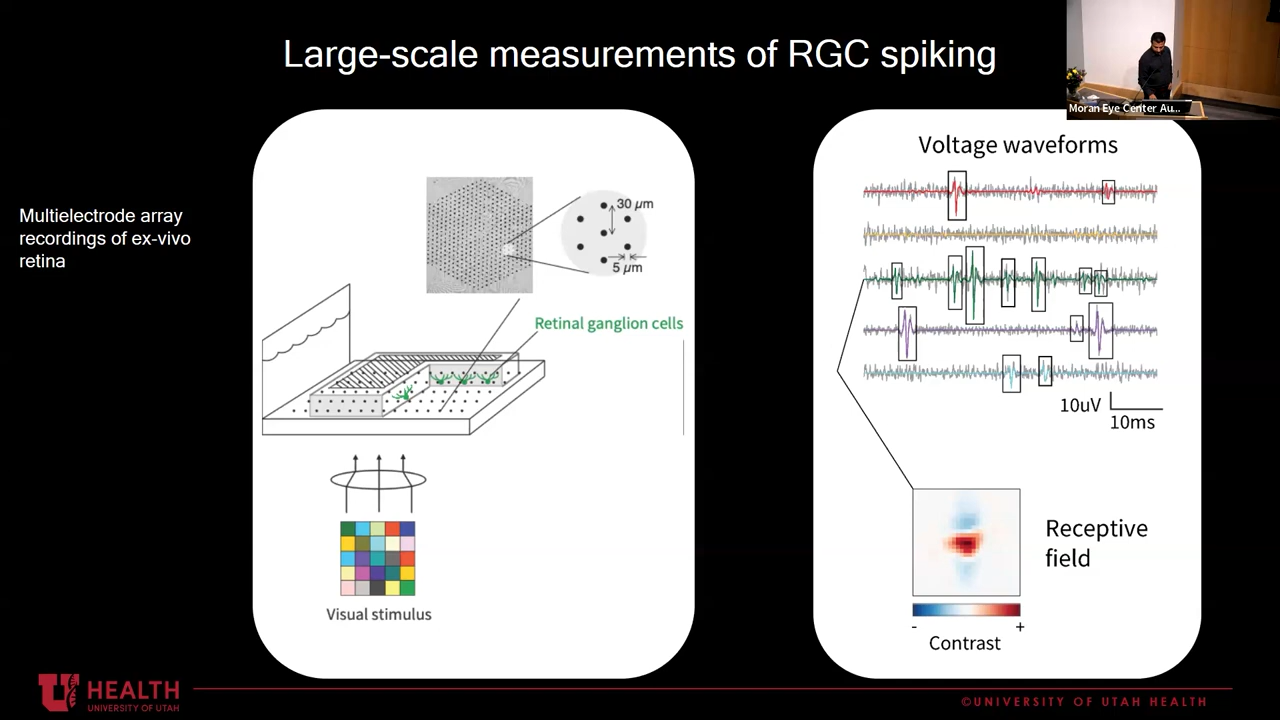 Large-scale measurements of RGC spiking
Moran Eye Center Au...
Multielectrode array
recordings of ex-vivo
retina
30 µm
5 µm
Retinal ganglion cells
Visual stimulus
Voltage waveforms
10uV
10ms
Receptive
field
- +
Contrast
U HEALTH
UNIVERSITY OF UTAH
©UNIVERSITY OF UTAH HEALTH